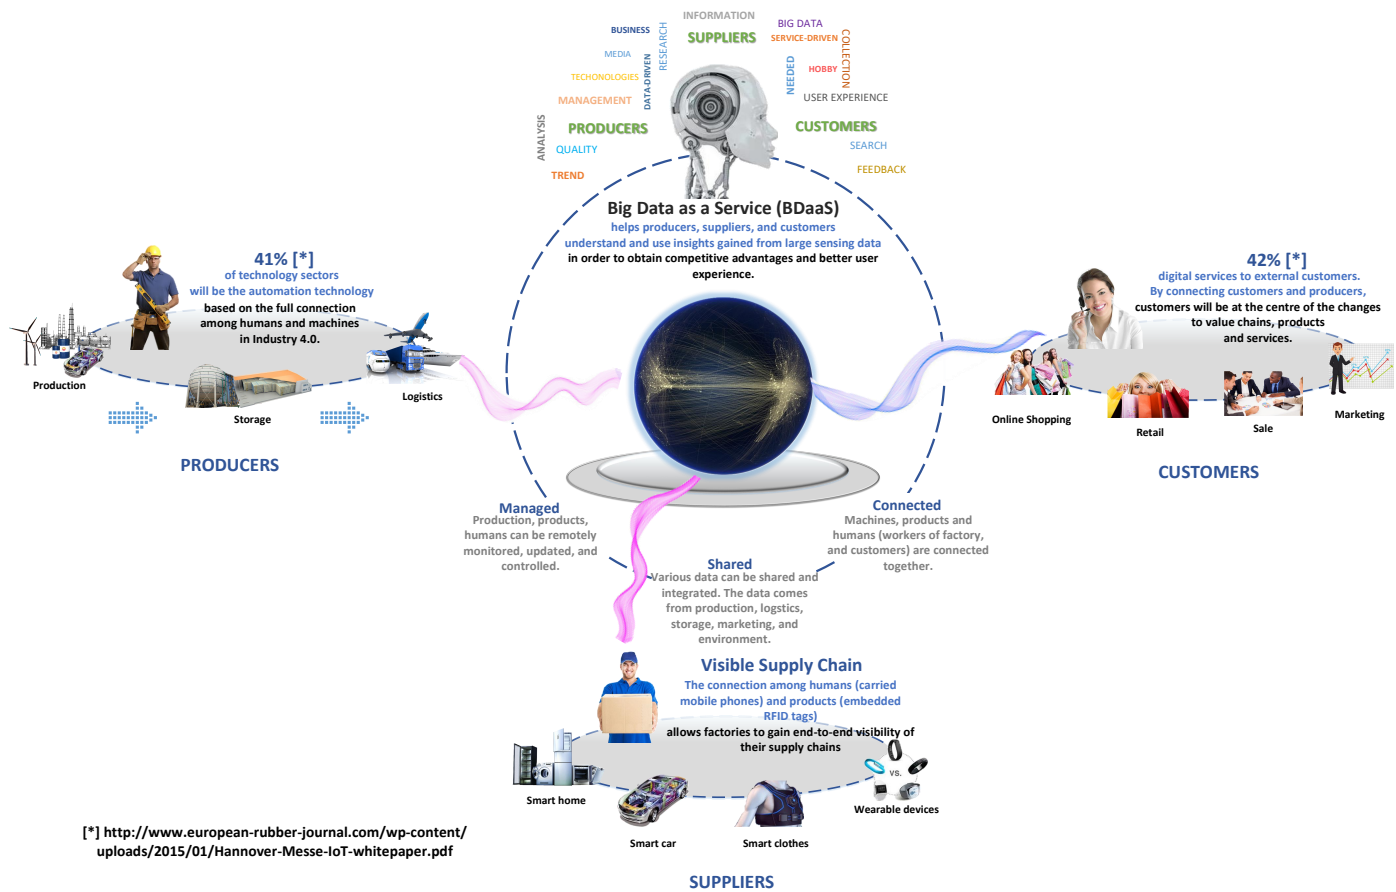 INFORMATION
SUPPLIERS
BUSINESS
RESEARCH
MEDIA
TECHONOLOGIES
DATA-DRIVEN
MANAGEMENT
PRODUCERS
ANALYSIS
QUALITY
TREND
BIG DATA
SERVICE-DRIVEN
COLLECTION
NEEDED
HOBBY
USER EXPERIENCE
CUSTOMERS
SEARCH
FEEDBACK
Big Data as a Service (BDaaS)
helps producers, suppliers, and customers
understand and use insights gained from large sensing data
in order to obtain competitive advantages and better user
experience.
41% [*]
of technology sectors
will be the automation technology
based on the full connection
among humans and machines
in Industry 4.0.
Production
Storage
Logistics
PRODUCERS
42% [*]
digital services to external customers.
By connecting customers and producers,
customers will be at the centre of the changes
to value chains, products
and services.
Online Shopping
Retail
Sale
Marketing
CUSTOMERS
Managed
Production, products,
humans can be remotely
monitored, updated, and
controlled.
Shared
Various data can be shared and
integrated. The data comes
from production, logstics,
storage, marketing, and
environment.
Connected
Machines, products and
humans (workers of factory,
and customers) are connected
together.
Visible Supply Chain
The connection among humans (carried
mobile phones) and products (embedded
RFID tags)
allows factories to gain end-to-end visibility of
their supply chains
Smart home
Smart car
Smart clothes
VS.
Wearable devices
SUPPLIERS
[*] http://www.european-rubber-journal.com/wp-content/
uploads/2015/01/Hannover-Messe-IoT-whitepaper.pdf